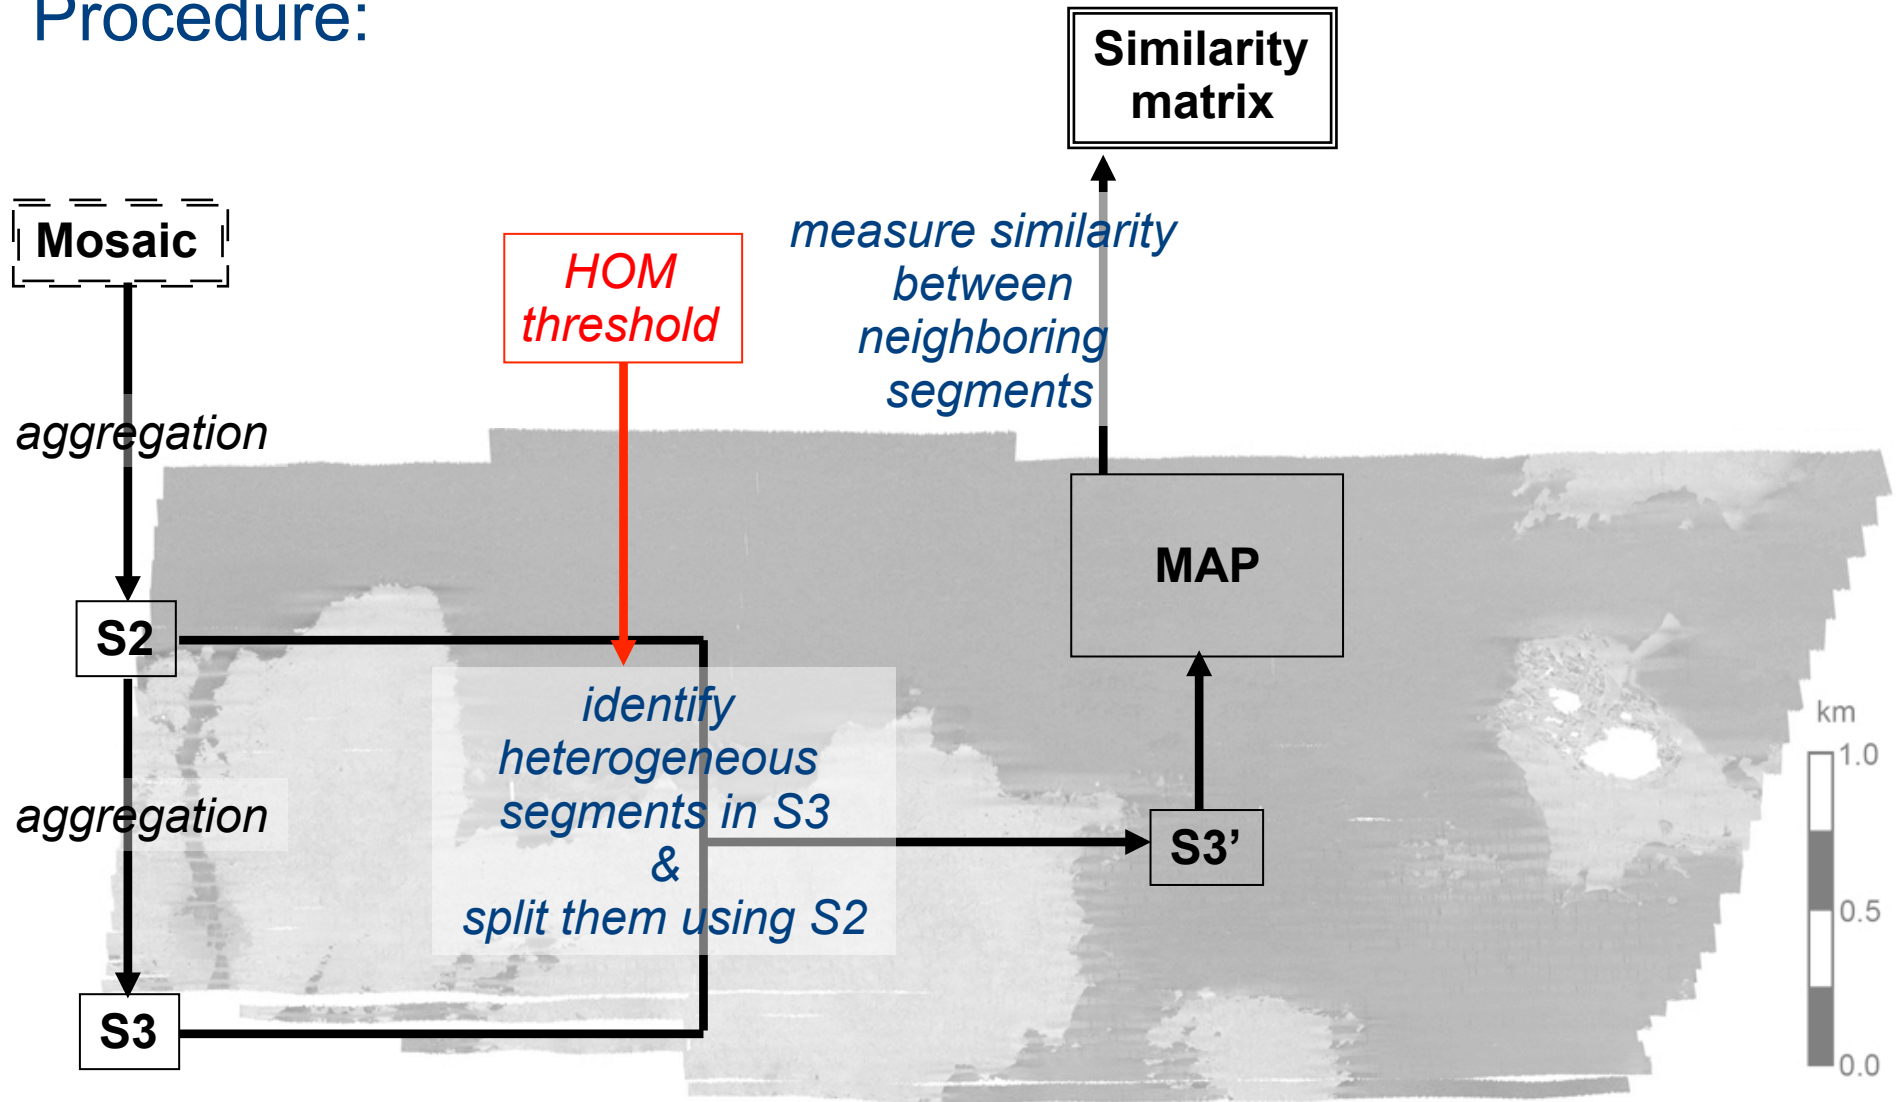 Procedure:
Similarity
matrix
Mosaic
HOM
threshold
measure similarity
between
neighboring
segments
aggregation
MAP
S2
identify
heterogeneous
segments in S3
&
split them using S2
aggregation
S3’
S3
km
1.0
0.5
0.0